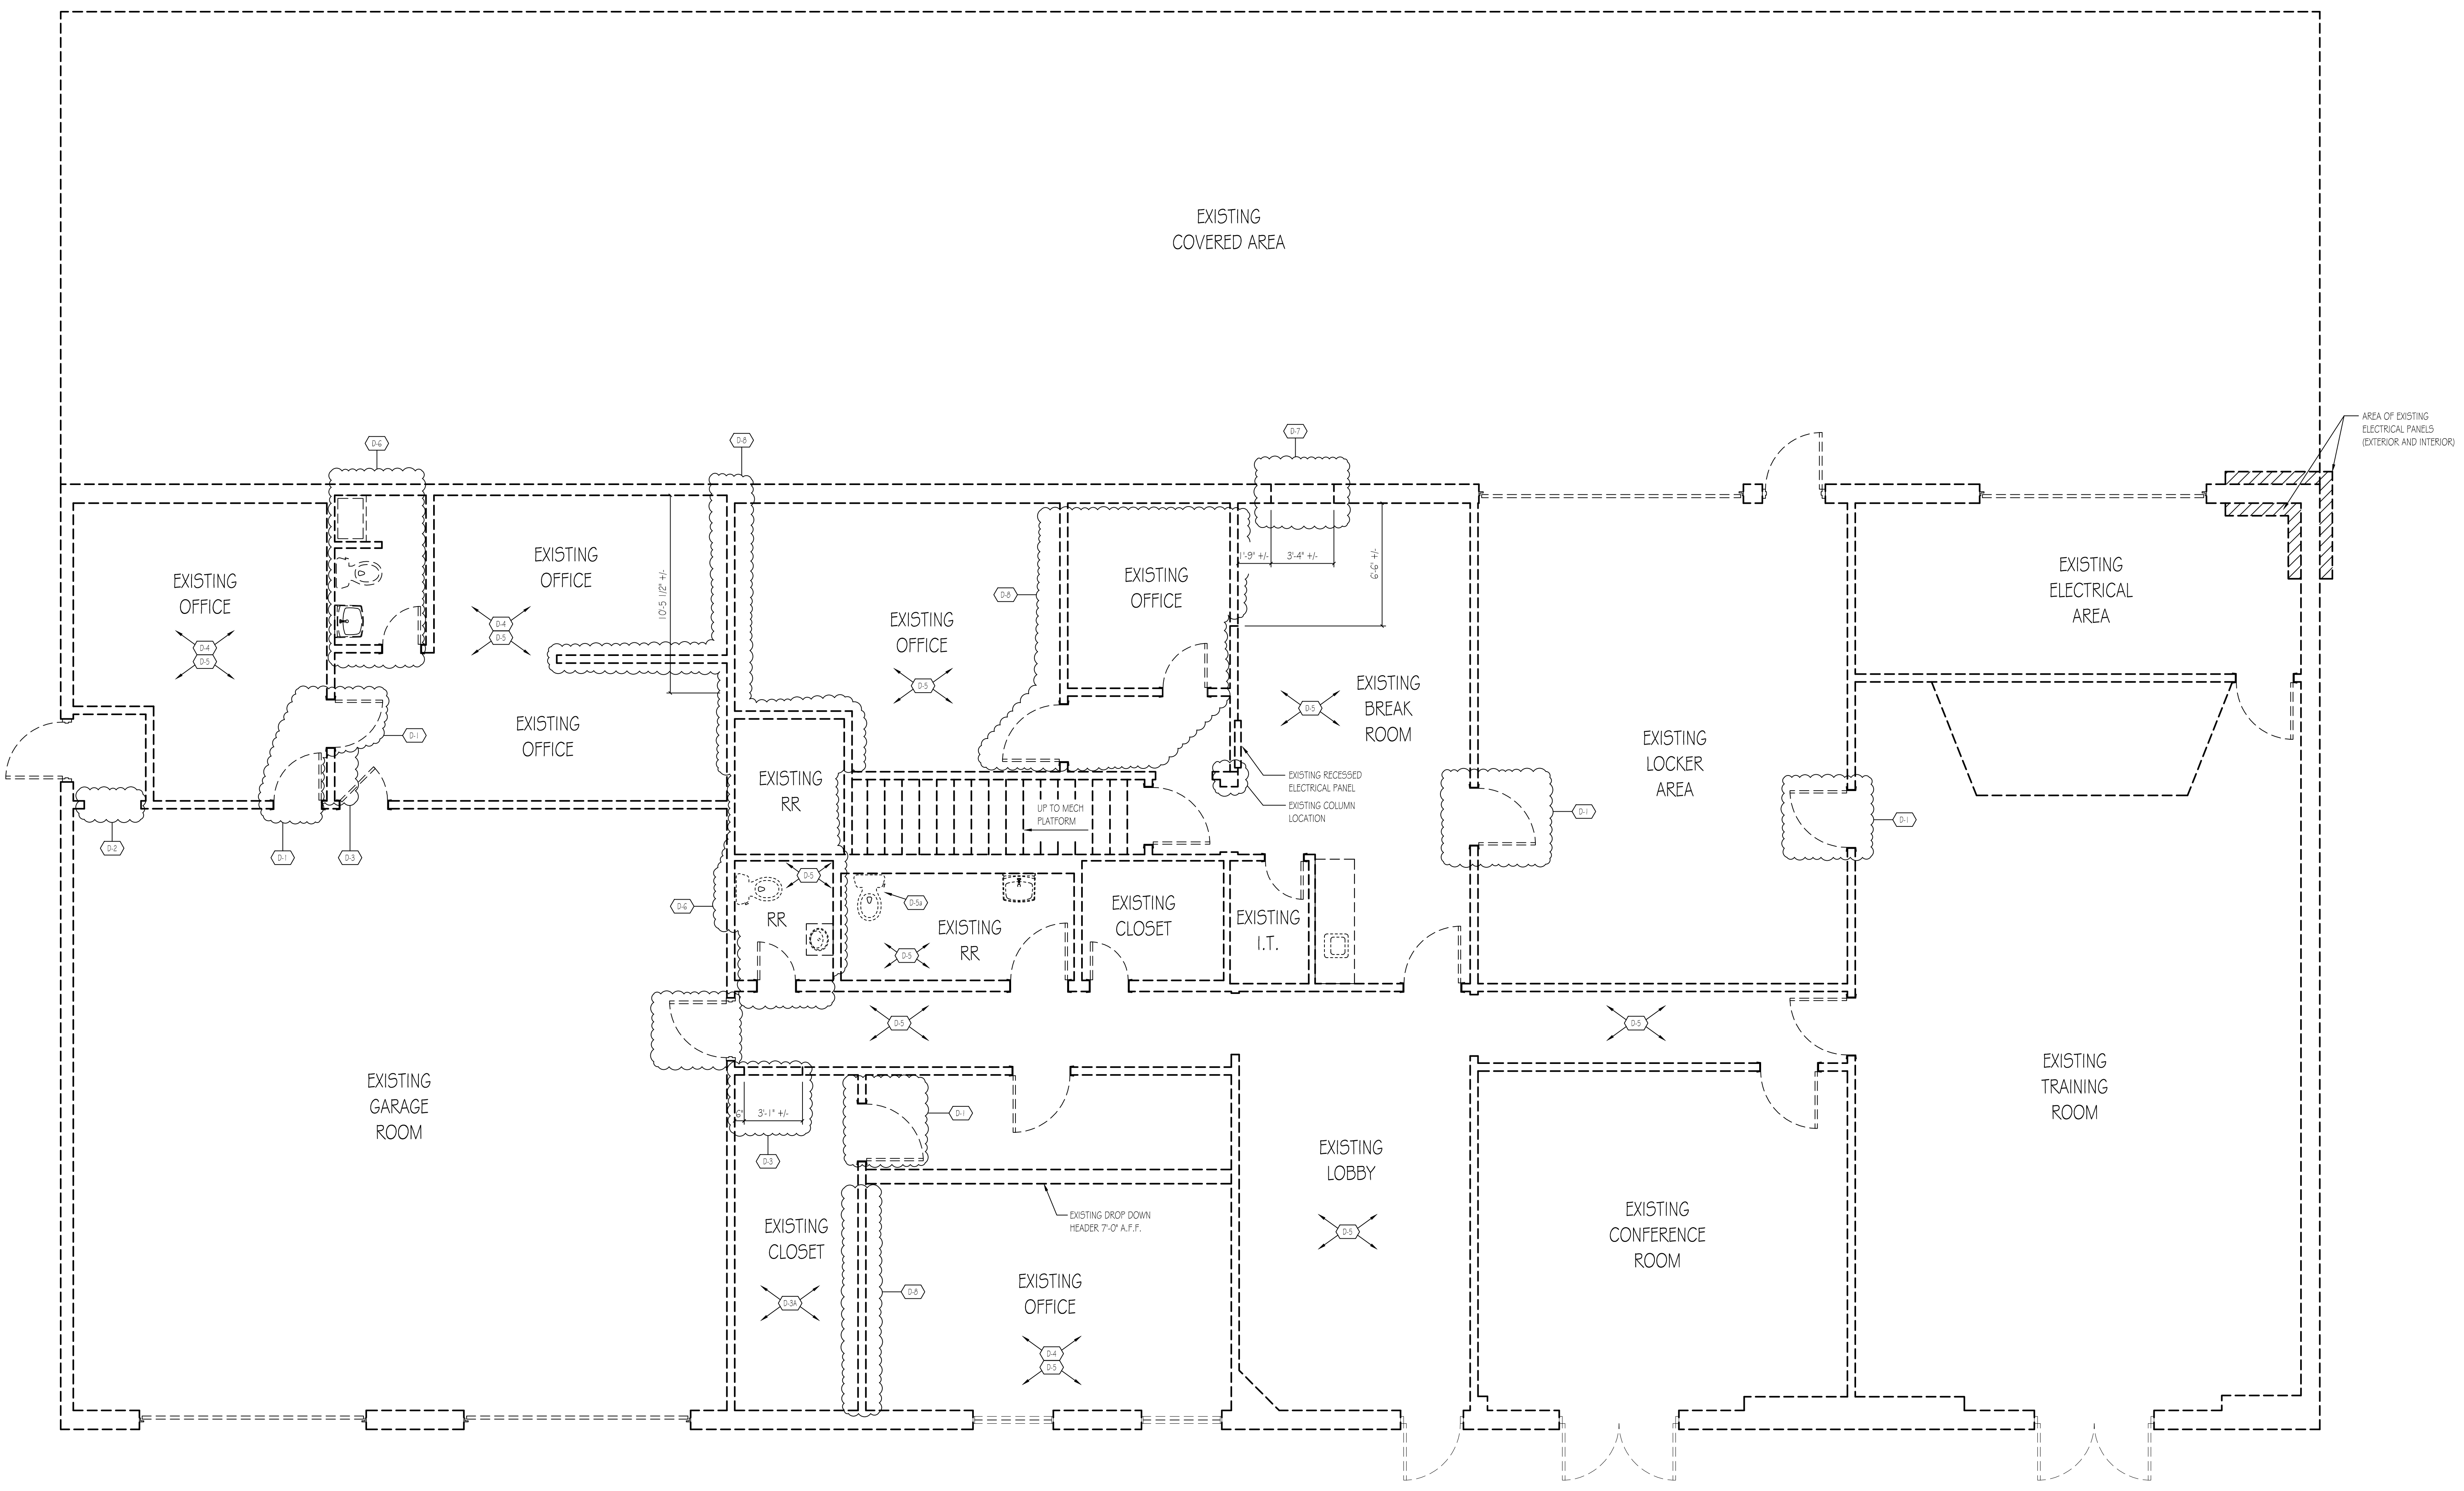 EXISTING
COVERED AREA
AREA OF EXISTING
ELECTRICAL PANELS
(EXTERIOR AND INTERIOR)
D-6
D-8
D-7
EXISTING
OFFICE
D-4
D-5
EXISTING
OFFICE
D-4
D-5
10'-5 1/2" +/-
EXISTING
OFFICE
D-5
D-8
EXISTING
OFFICE
1'-9" +/-
3'-4" +/-
6'-6" +/-
EXISTING
ELECTRICAL
AREA
EXISTING
OFFICE
D-1
D-5
EXISTING
BREAK
ROOM
EXISTING
LOCKER
AREA
EXISTING
RR
EXISTING RECESSED
ELECTRICAL PANEL
EXISTING COLUMN
LOCATION
UP TO MECH
PLATFORM
D-1
D-1
D-2
D-1
D-3
D-5
D-6
RR
D-5a
EXISTING
RR
D-5
EXISTING
CLOSET
EXISTING
I.T.
D-5
D-5
EXISTING
GARAGE
ROOM
6"
3'-1" +/-
D-3
D-1
EXISTING
LOBBY
D-5
EXISTING
TRAINING
ROOM
EXISTING DROP DOWN
HEADER 7'-0" A.F.F.
EXISTING
CLOSET
D-3A
D-8
EXISTING
OFFICE
D-4
D-5
EXISTING
CONFERENCE
ROOM